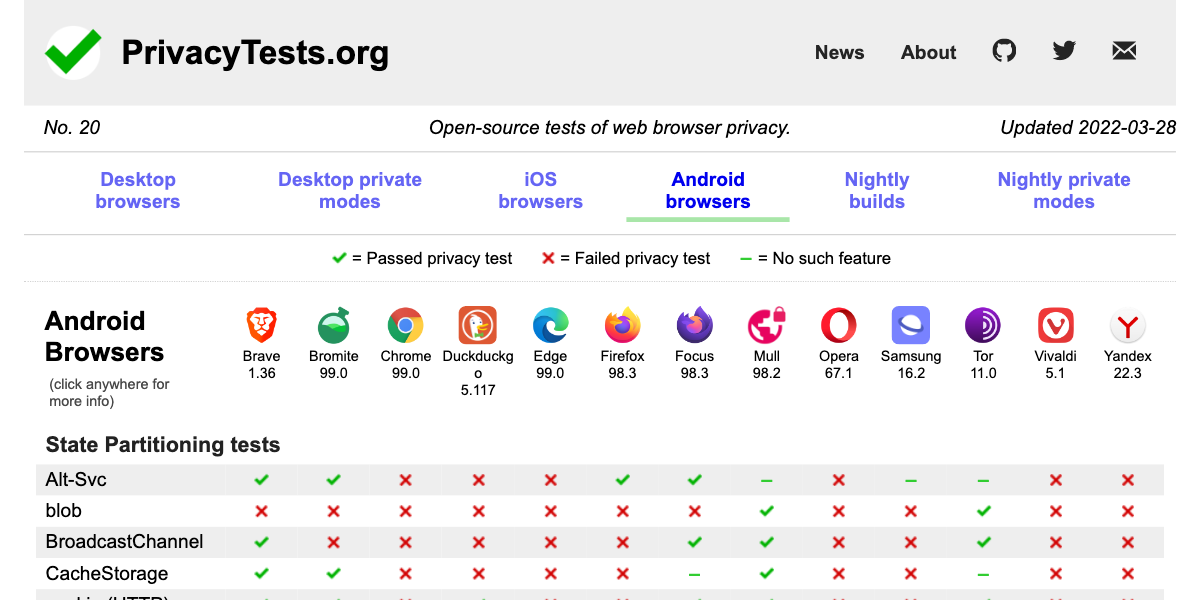 PrivacyTests.org
News About
No. 20 Open-source tests of web browser privacy. Updated 2022-03-28
Desktop Desktop private iOS Android Nightly Nightly private
browsers modes browsers browsers builds modes
= Passed privacy test = Failed privacy test = No such feature
Android
Browsers
(click anywhere for
more info)
Brave Bromite Chrome Duckduckg Edge Firefox Focus Mull Opera Samsung Tor Vivaldi Yandex
1.36 99.0 99.0 o 99.0 98.3 98.3 98.2 67.1 16.2 11.0 5.1 22.3
5.117
State Partitioning tests
Alt-Svc
blob
BroadcastChannel
CacheStorage